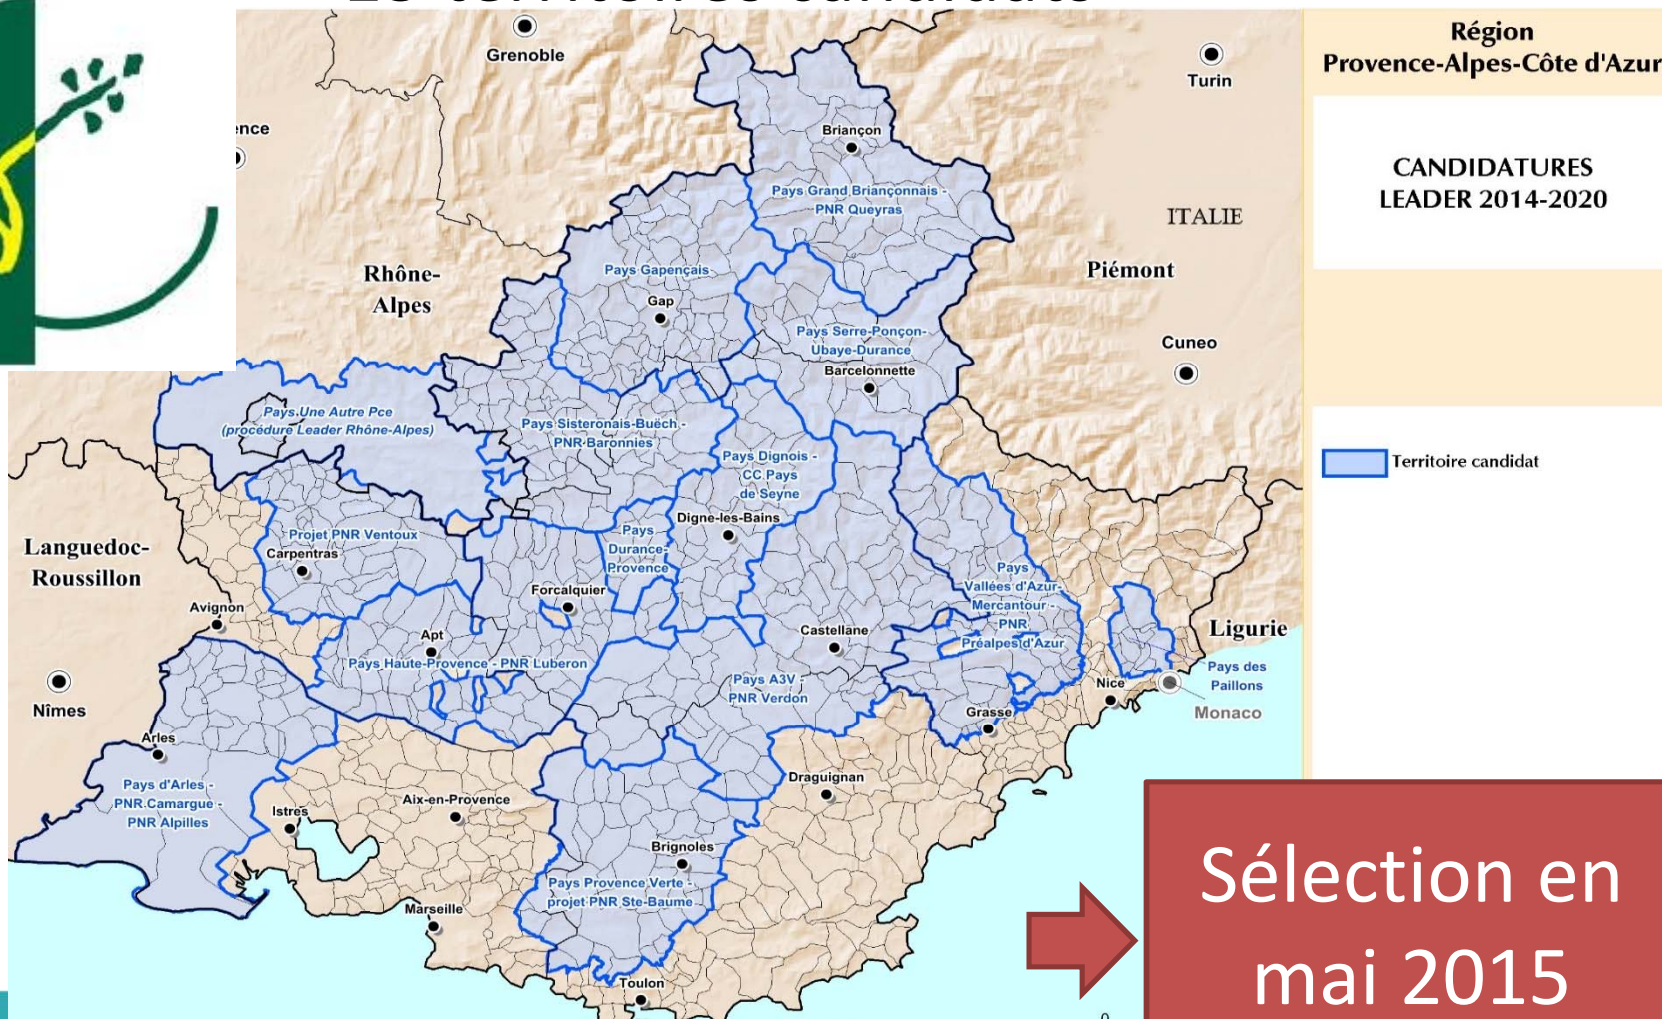 territoires candidats
Grenoble
Turin
Région
Provence-Alpes-Côte d'Azur
CANDIDATURES
LEADER 2014-2020
Briançon
Pays Grand Briançonnais -
PNR Queyras
ITALIE
Rhône-
Alpes
Pays Gapençais
Gap
Piémont
Pays Serre-Ponçon-
Ubaye-Durance
Barcelonnette
Cuneo
Pays Une Autre Pce
(procédure Leader Rhône-Alpes)
Pays Sisteronais-Buëch -
PNR Baronnies
Pays Dignois -
CC Pays
de Seyne
Territoire candidat
Digne-les-Bains
Projet PNR Ventoux
Carpentras
Pays
Durance-
Provence
Languedoc-
Roussillon
Forcalquier
Pays
Vallées d'Azur-
Mercantour -
PNR
Préalpes d'Azur
Avignon
Apt
Castellane
Ligurie
Pays Haute-Provence - PNR Luberon
Pays A3V -
PNR Verdon
Pays des
Paillons
Nice
Monaco
Nîmes
Grasse
Arles
Pays d'Arles -
PNR Camargue -
PNR Alpilles
Draguignan
Istres
Aix-en-Provence
Brignoles
Pays Provence Verte -
projet PNR Ste-Baume
Marseille
Toulon
0
Sélection en
mai 2015